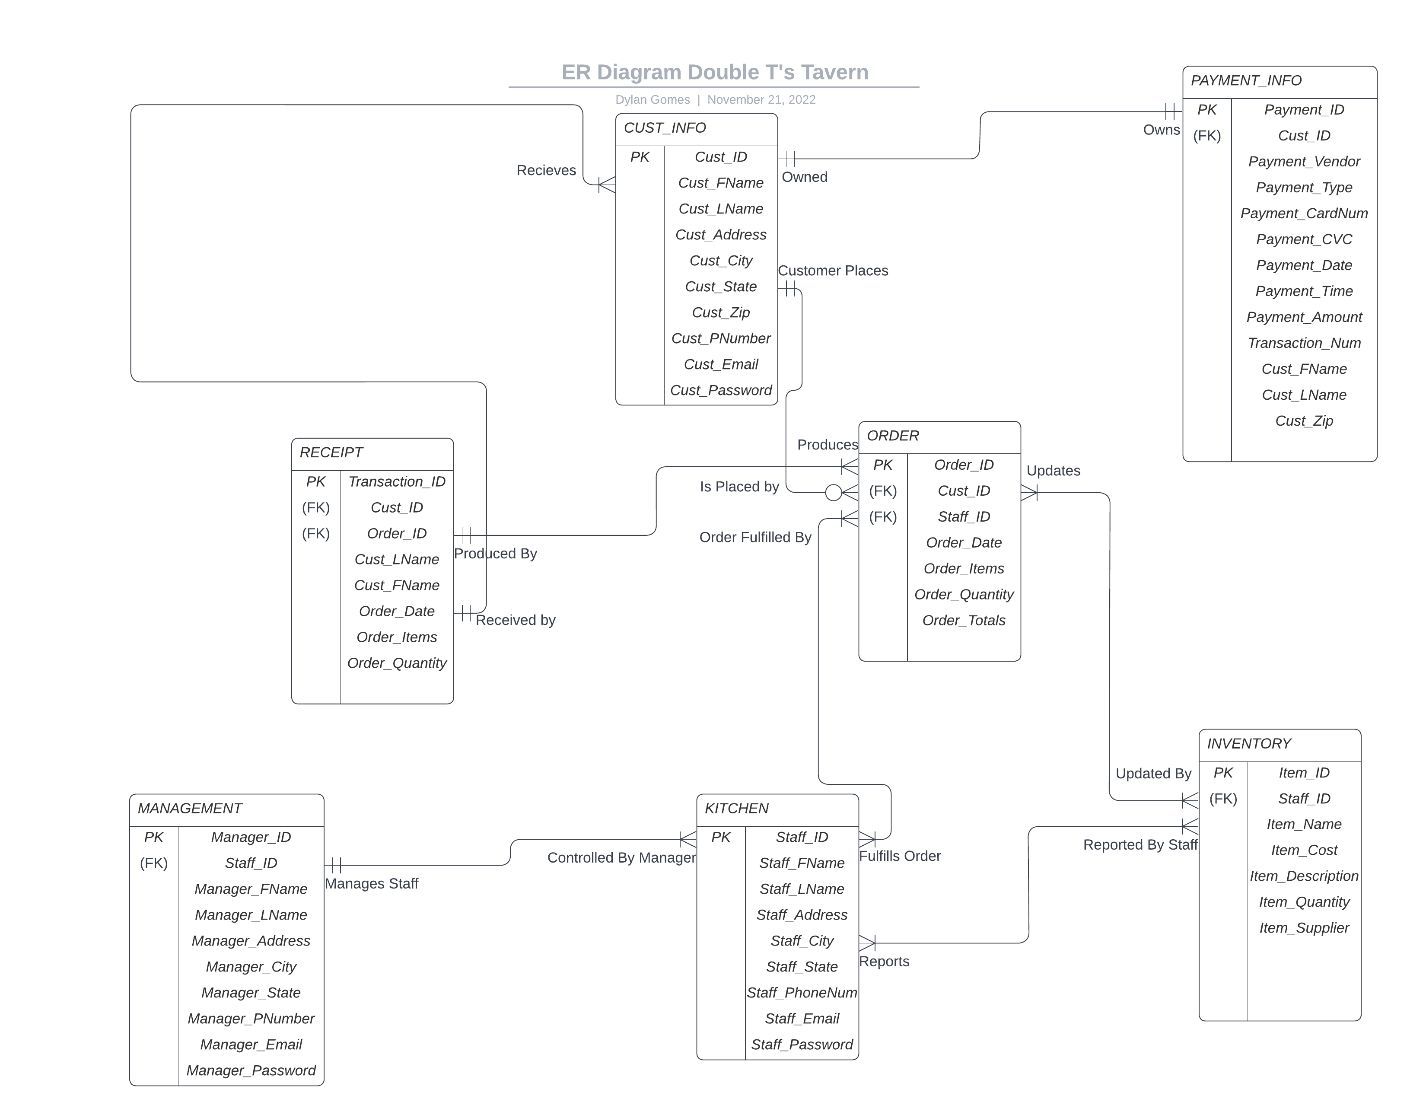 ER Diagram Double T's Tavern
Dylan Gomes | November 21, 2022
CUST_INFO
PK Cust_ID
Cust_FName
Cust_LName
Cust_Address
Cust_City
Cust_State
Cust_Zip
Cust_PNumber
Cust_Email
Cust_Password
Recieves
Owned
Customer Places
Owns
PAYMENT_INFO
PK Payment_ID
(FK) Cust_ID
Payment_Vendor
Payment_Type
Payment_CardNum
Payment_CVC
Payment_Date
Payment_Time
Payment_Amount
Transaction_Num
Cust_FName
Cust_LName
Cust_Zip
RECEIPT
PK Transaction_ID
(FK) Cust_ID
(FK) Order_ID
Cust_LName
Cust_FName
Order_Date
Order_Items
Order_Quantity
Produced By
Received by
Produces
Is Placed by
Order Fulfilled By
ORDER
PK Order_ID
(FK) Cust_ID
(FK) Staff_ID
Order_Date
Order_Items
Order_Quantity
Order_Totals
Updates
Updated By
Reported By Staff
INVENTORY
PK Item_ID
(FK) Staff_ID
Item_Name
Item_Cost
Item_Description
Item_Quantity
Item_Supplier
MANAGEMENT
PK Manager_ID
(FK) Staff_ID
Manager_FName
Manager_LName
Manager_Address
Manager_City
Manager_State
Manager_PNumber
Manager_Email
Manager_Password
Manages Staff
Controlled By Manager
KITCHEN
PK Staff_ID
Staff_FName
Staff_LName
Staff_Address
Staff_City
Staff_State
Staff_PhoneNum
Staff_Email
Staff_Password
Fulfills Order
Reports